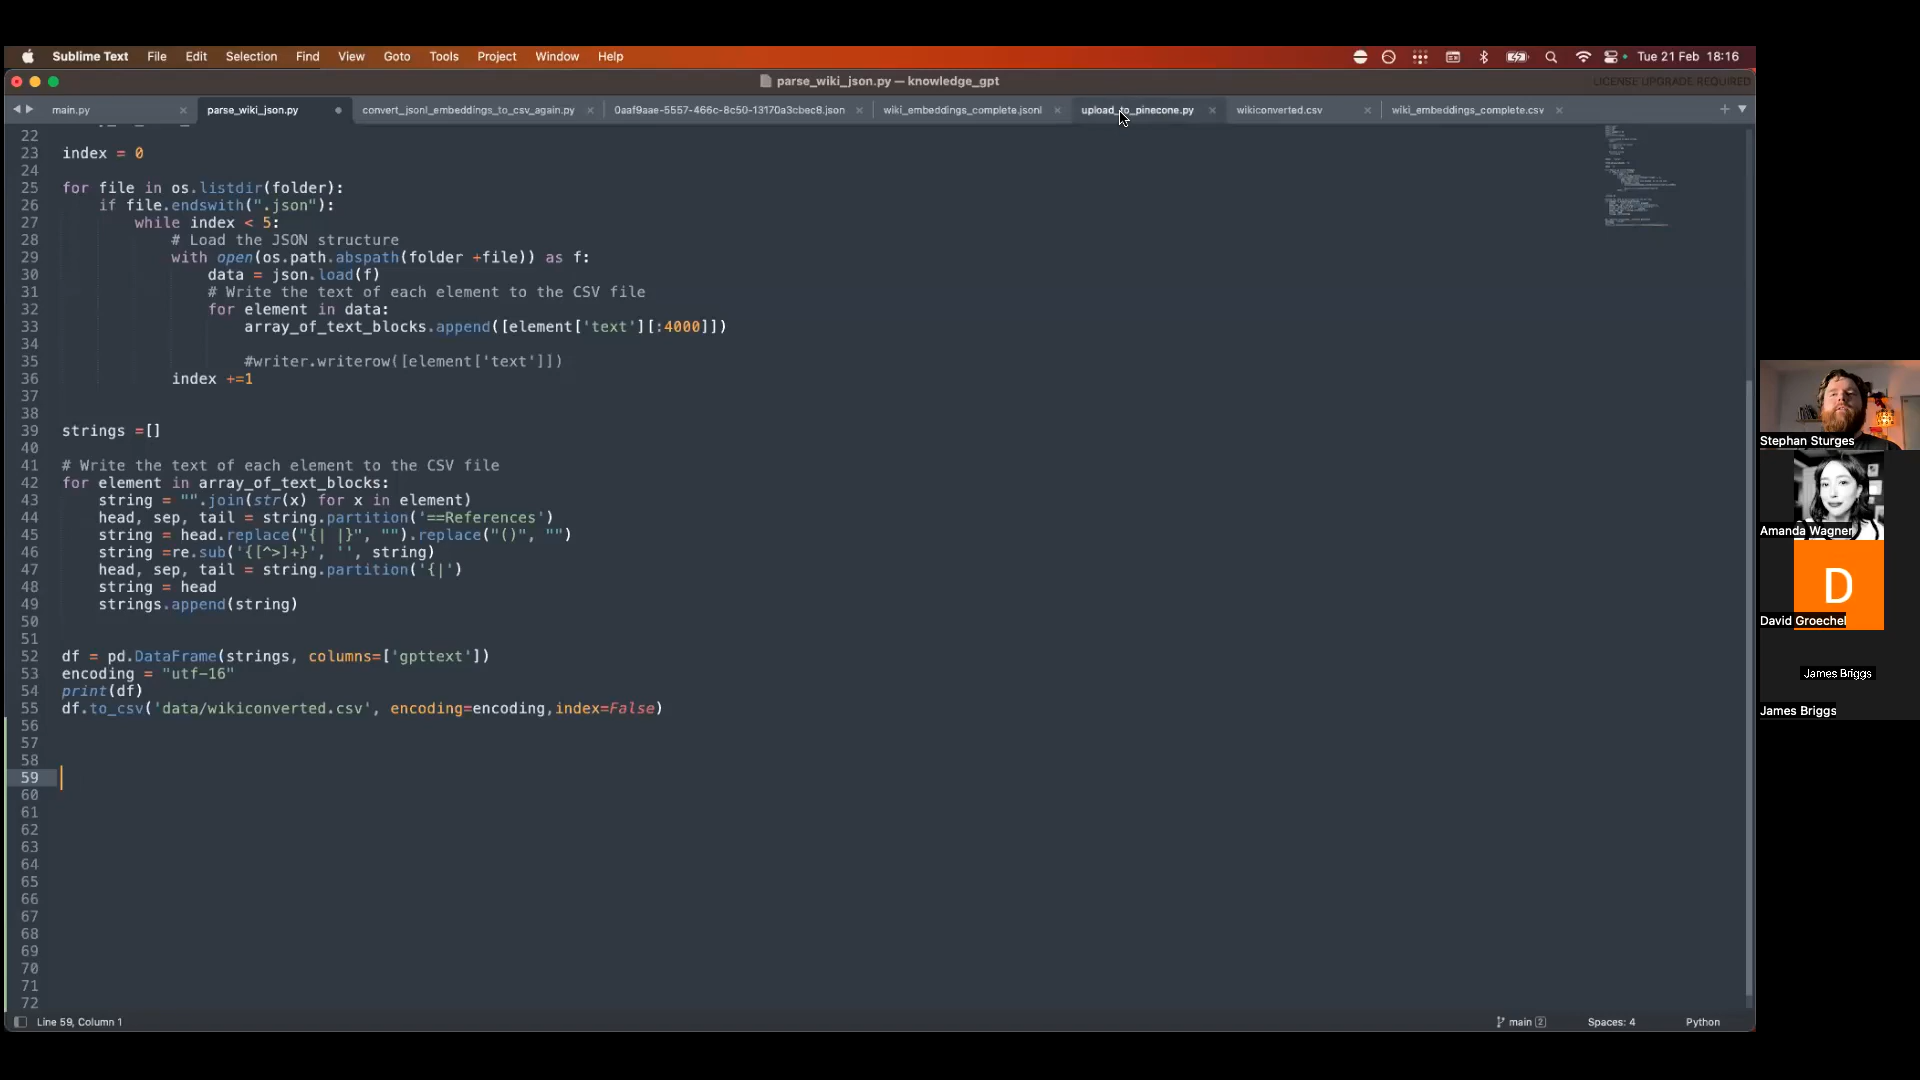 Sublime Text File Edit Selection Find View Goto Tools Project Window Help Tue 21 Feb 18:16
parse_wiki_json.py — knowledge_gpt LICENSE UPGRADE REQUIRED
main.py parse_wiki_json.py convert_jsonl_embeddings_to_csv_again.py 0aaf9aae-5557-466c-8c50-13170a3cbec8.json wiki_embeddings_complete.jsonl upload_to_pinecone.py wikiconverted.csv wiki_embeddings_complete.csv
22
23 index = 0
24
25 for file in os.listdir(folder):
26 if file.endswith(".json"):
27 while index < 5:
28 # Load the JSON structure
29 with open(os.path.abspath(folder +file)) as f:
30 data = json.load(f)
31 # Write the text of each element to the CSV file
32 for element in data:
33 array_of_text_blocks.append([element['text'][:4000]])
34
35 #writer.writerow([element['text']])
36 index +=1
37
38
39 strings =[]
40
41 # Write the text of each element to the CSV file
42 for element in array_of_text_blocks:
43 string = "".join(str(x) for x in element)
44 head, sep, tail = string.partition('==References')
45 string = head.replace("{| |}", "").replace("()", "")
46 string =re.sub('{[^>]+}', '', string)
47 head, sep, tail = string.partition('{|')
48 string = head
49 strings.append(string)
50
51
52 df = pd.DataFrame(strings, columns=['gpttext'])
53 encoding = "utf-16"
54 print(df)
55 df.to_csv('data/wikiconverted.csv', encoding=encoding,index=False)
56
57
58
59
60
61
62
63
64
65
66
67
68
69
70
71
72
Line 59, Column 1 main 2 Spaces: 4 Python
Stephan Sturges
Amanda Wagner
D
David Groechel
James Briggs
James Briggs